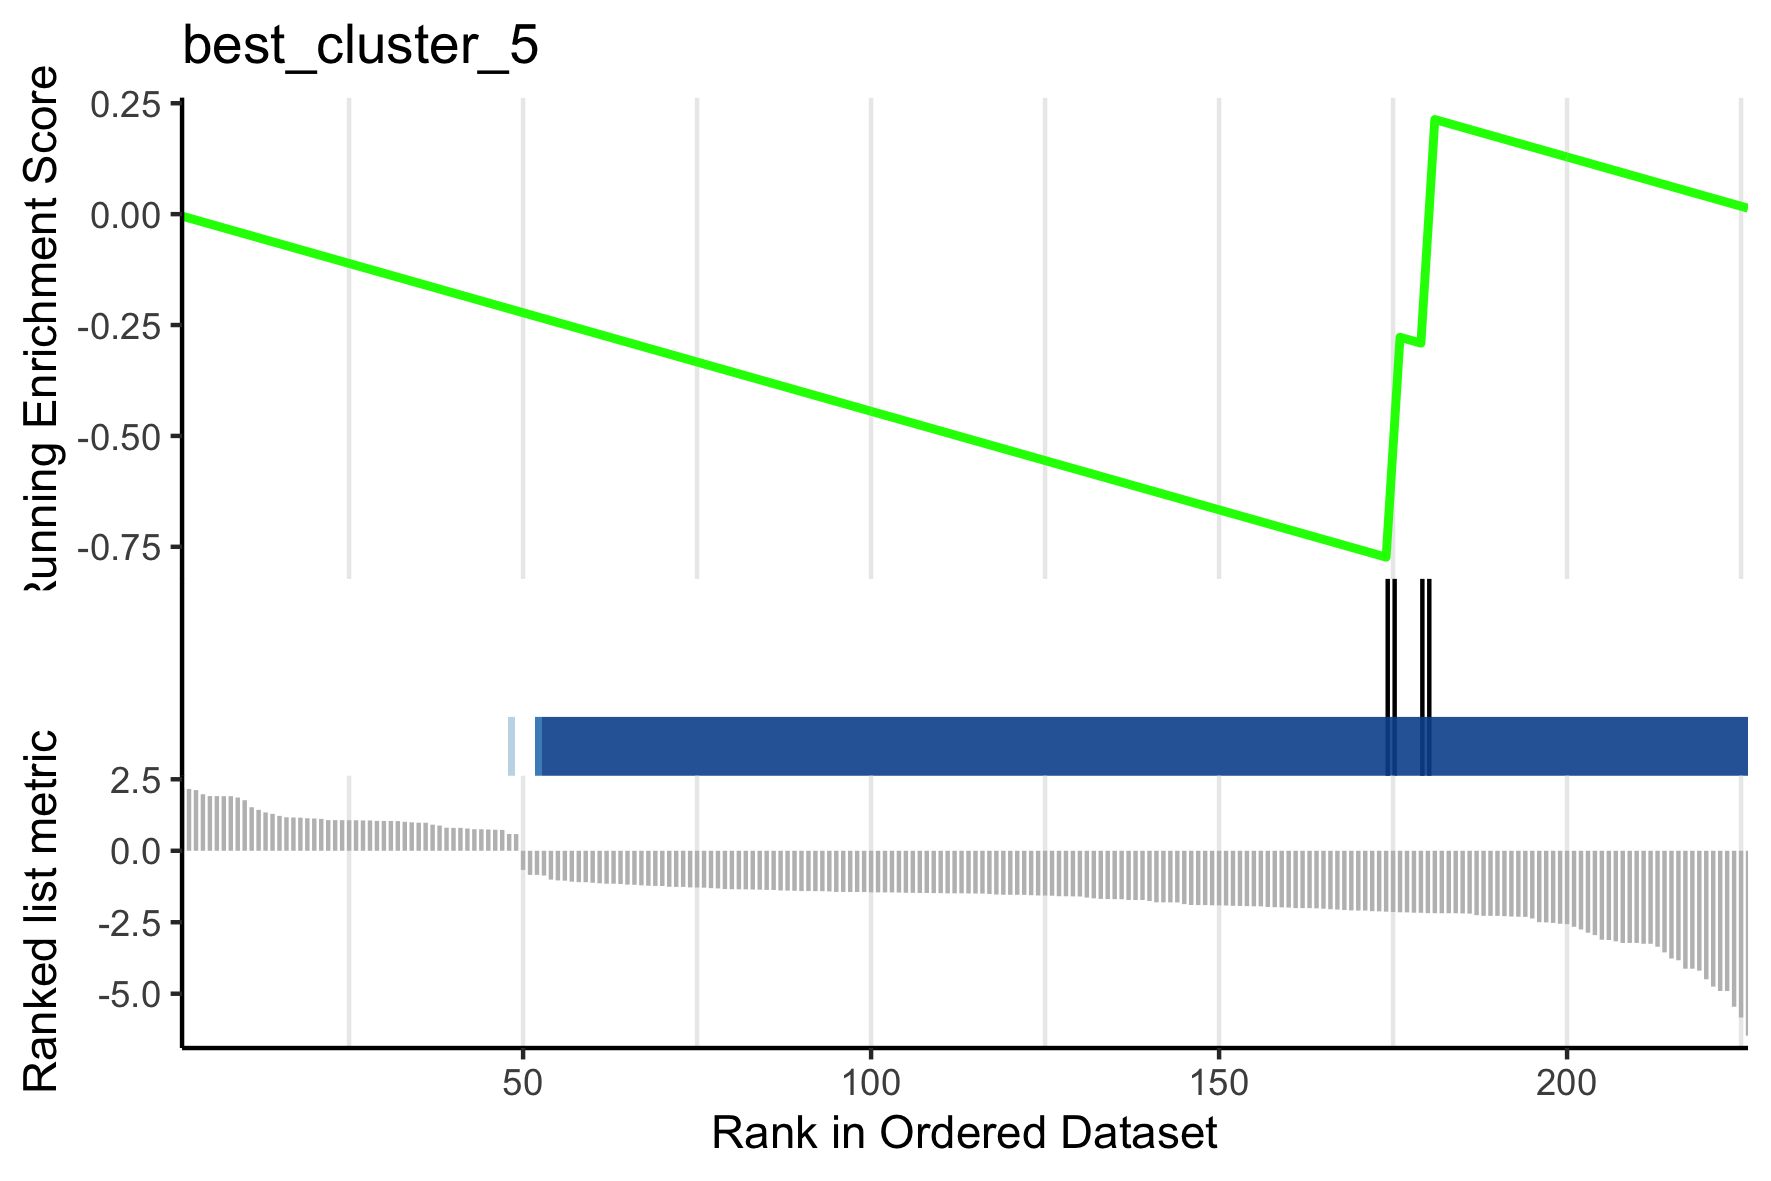 best_cluster_5
Running Enrichment Score
0.25
0.00
-0.25
-0.50
-0.75
Ranked list metric
2.5
0.0
-2.5
-5.0
50 100 150 200
Rank in Ordered Dataset